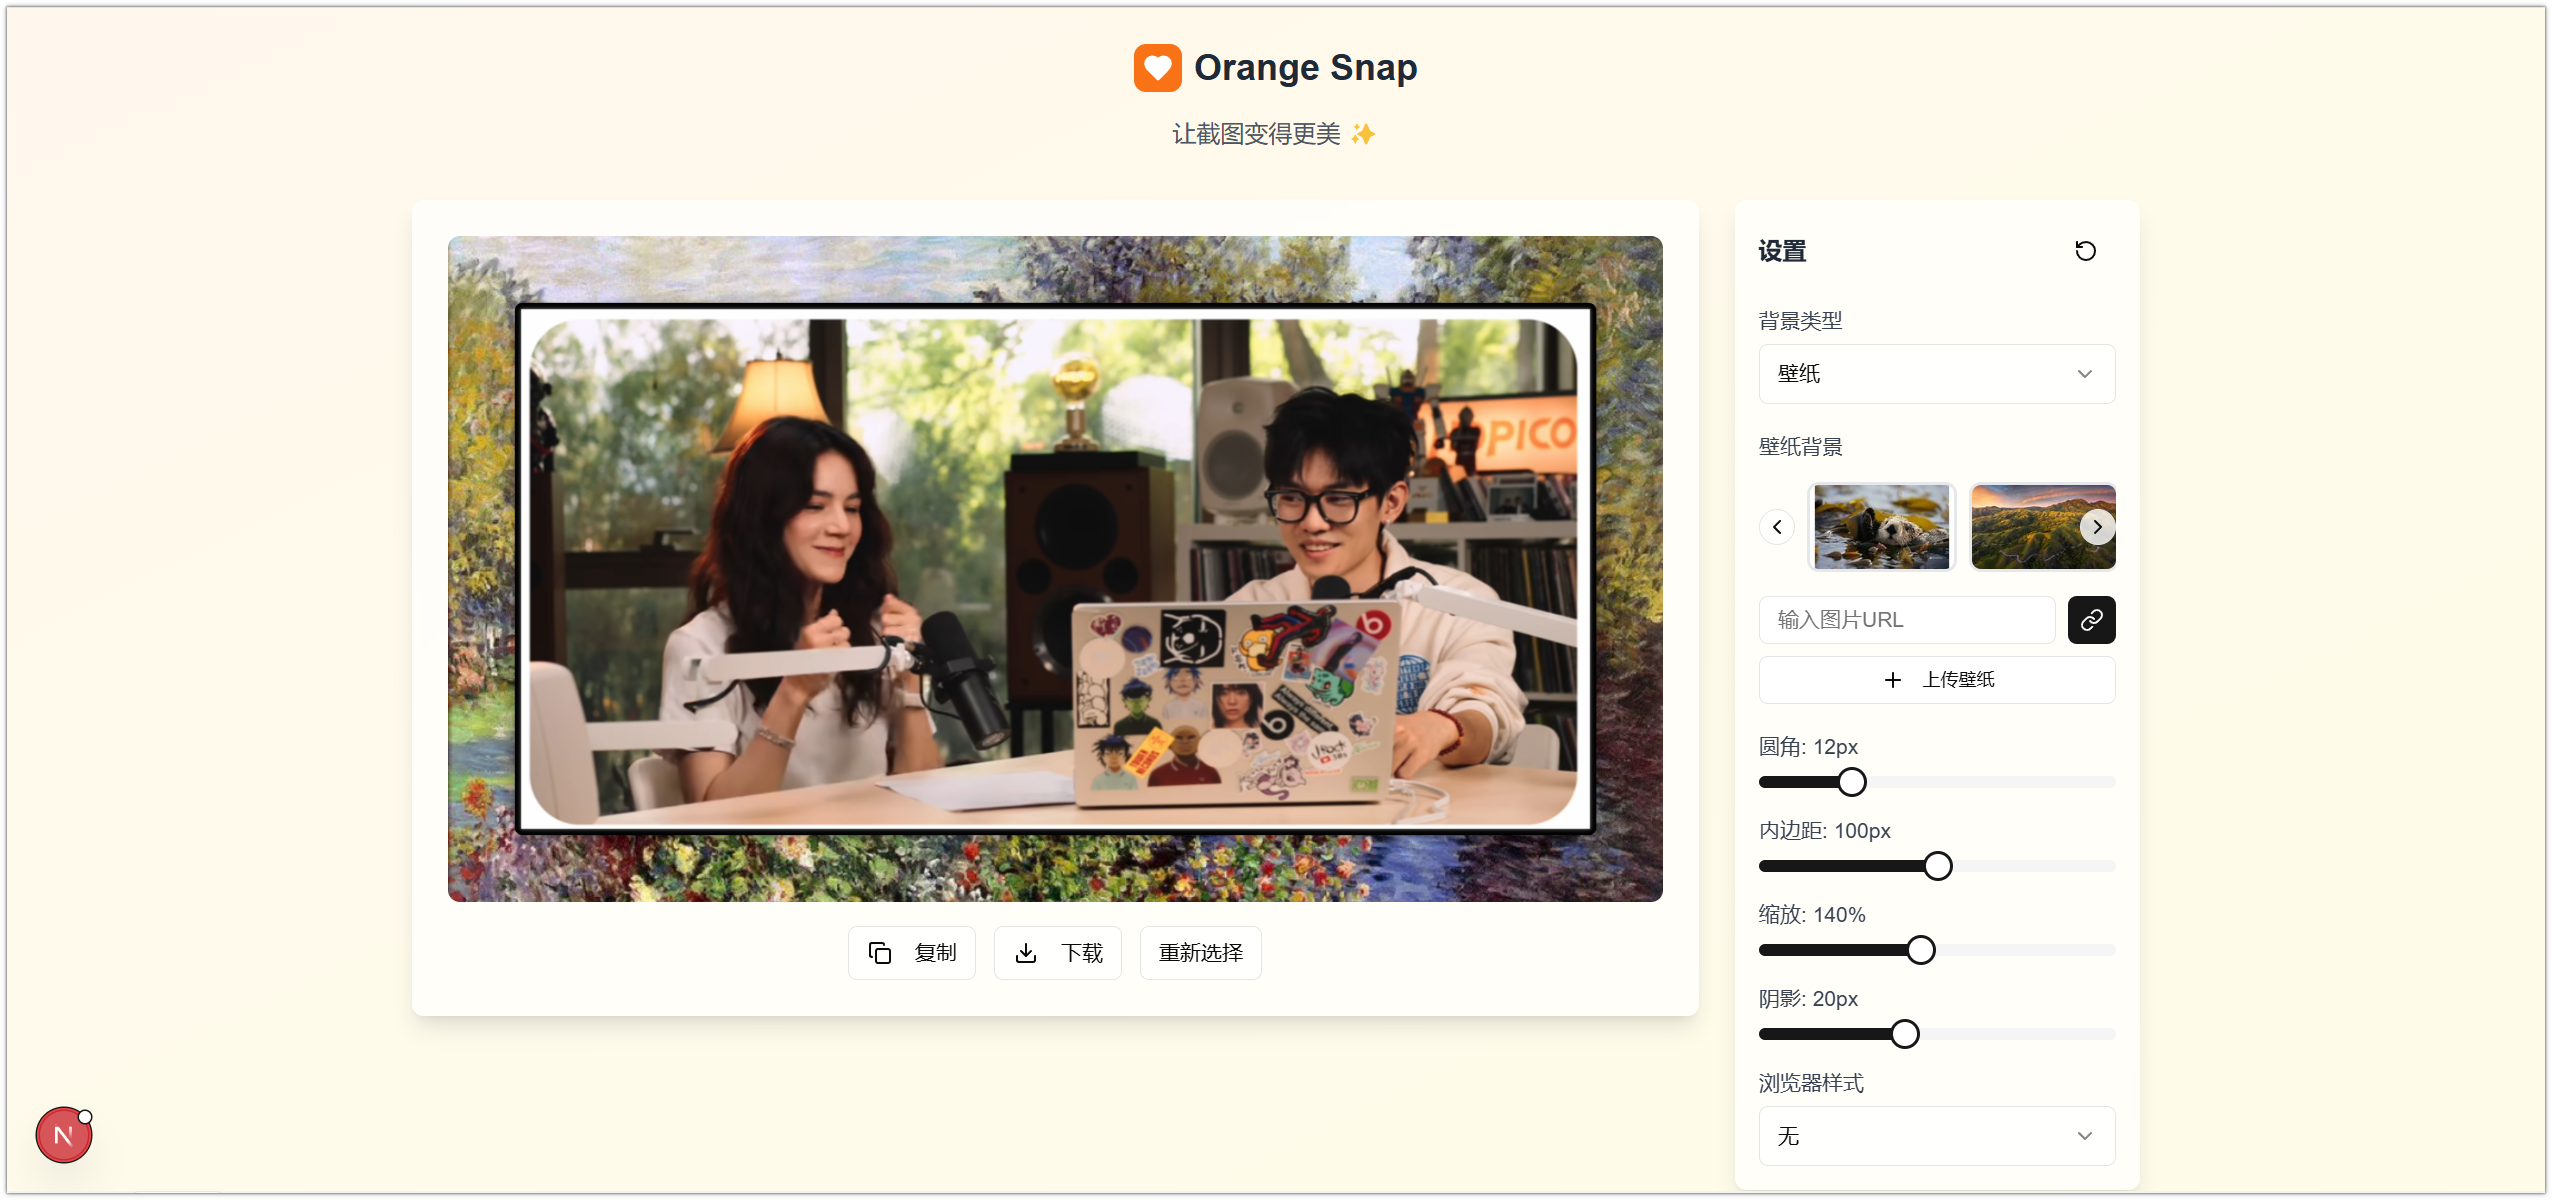 Orange Snap
让截图变得更美 ✨
OPICO
设置
背景类型
壁纸
壁纸背景
输入图片URL
上传壁纸
圆角: 12px
内边距: 100px
缩放: 140%
阴影: 20px
浏览器样式
无
复制
下载
重新选择
N